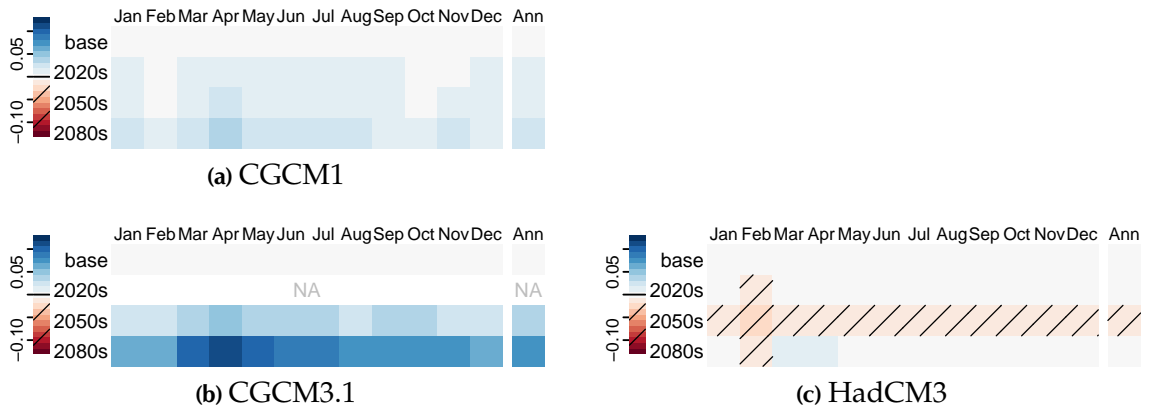 Jan Feb Mar Apr May Jun Jul Aug Sep Oct Nov Dec Ann
0.05
base
2020s
2050s
−0.10
2080s
(a) CGCM1
Jan Feb Mar Apr May Jun Jul Aug Sep Oct Nov Dec Ann
0.05
base
NA NA
2020s
2050s
−0.10
2080s
(b) CGCM3.1
Jan Feb Mar Apr May Jun Jul Aug Sep Oct Nov Dec Ann
0.05
base
2020s
2050s
−0.10
2080s
(c) HadCM3